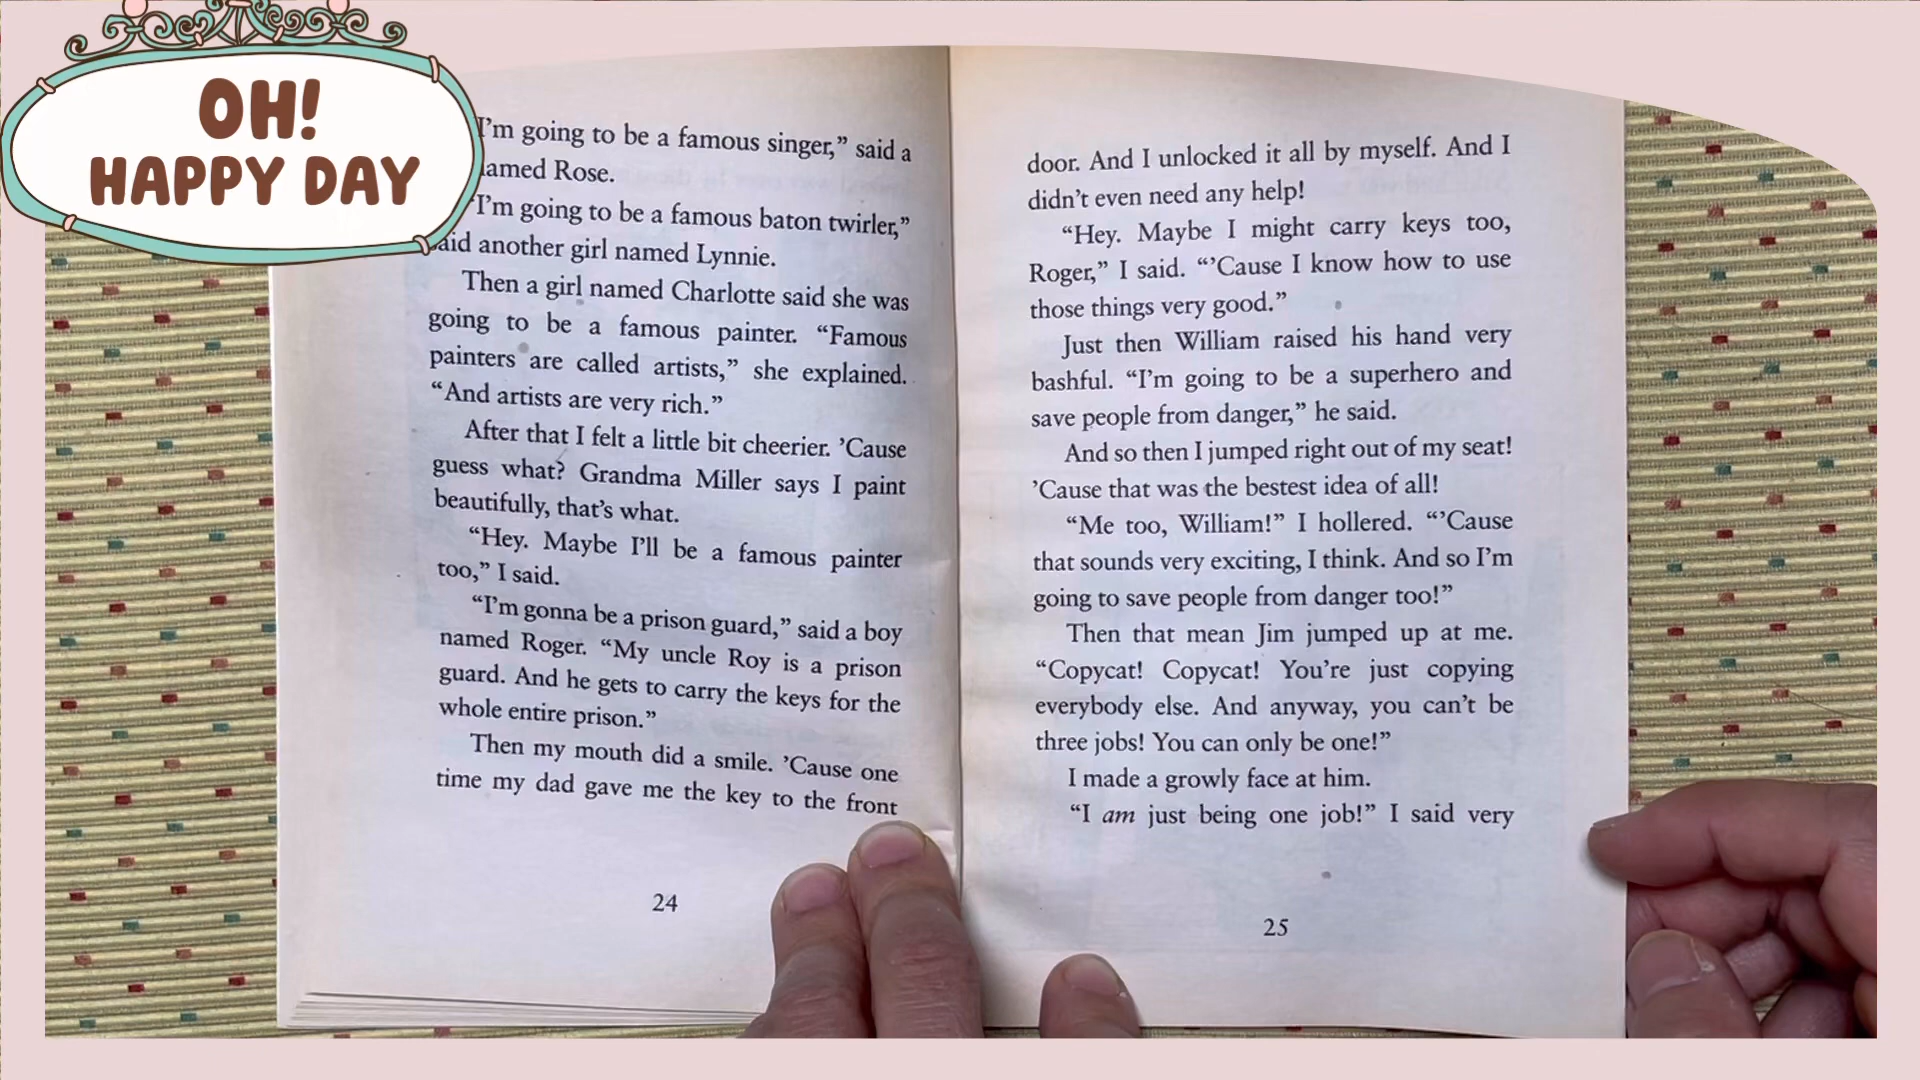 OH!
HAPPY DAY
I'm going to be a famous singer,” said a
named Rose.
“I'm going to be a famous baton twirler,”
said another girl named Lynnie.
Then a girl named Charlotte said she was
going to be a famous painter. “Famous
painters are called artists,” she explained.
“And artists are very rich.”
After that I felt a little bit cheerier. ’Cause
guess what? Grandma Miller says I paint
beautifully, that's what.
“Hey. Maybe I'll be a famous painter
too,” I said.
“I'm gonna be a prison guard,” said a boy
named Roger. “My uncle Roy is a prison
guard. And he gets to carry the keys for the
whole entire prison.”
Then my mouth did a smile. ’Cause one
time my dad gave me the key to the front
24
door. And I unlocked it all by myself. And I
didn't even need any help!
“Hey. Maybe I might carry keys too,
Roger,” I said. “’Cause I know how to use
those things very good.”
Just then William raised his hand very
bashful. “I'm going to be a superhero and
save people from danger,” he said.
And so then I jumped right out of my seat!
’Cause that was the bestest idea of all!
“Me too, William!” I hollered. “’Cause
that sounds very exciting, I think. And so I'm
going to save people from danger too!”
Then that mean Jim jumped up at me.
“Copycat! Copycat! You're just copying
everybody else. And anyway, you can't be
three jobs! You can only be one!”
I made a growly face at him.
“I am just being one job!” I said very
25